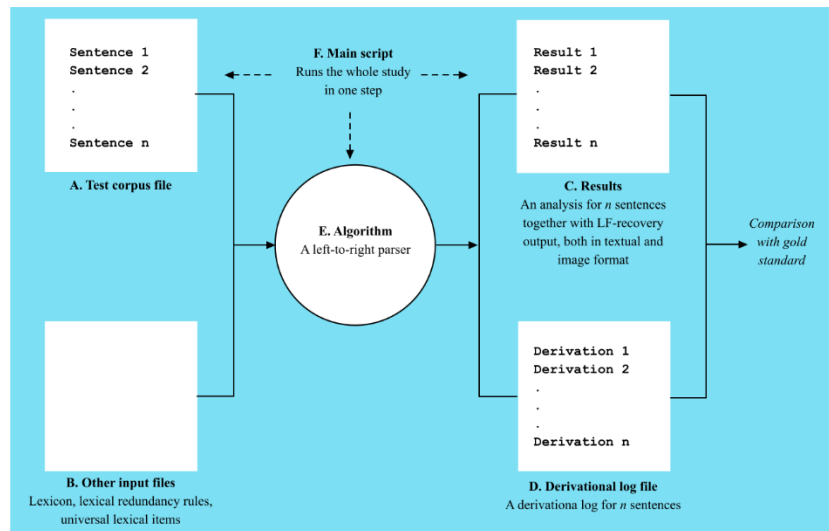 Sentence 1
Sentence 2
.
.
.
Sentence n
A. Test corpus file
F. Main script
Runs the whole study
in one step
Result 1
Result 2
.
.
.
Result n
C. Results
An analysis for n sentences
together with LF-recovery
output, both in textual and
image format
E. Algorithm
A left-to-right parser
Comparison
with gold
standard
B. Other input files
Lexicon, lexical redundancy rules,
universal lexical items
Derivation 1
Derivation 2
.
.
.
Derivation n
D. Derivational log file
A derivationa log for n sentences